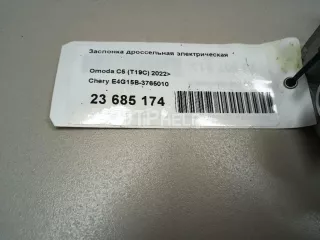 Заслонка дроссельная электрическая
Omoda C5 (T19C) 2022>
Chery E4G15B-3765010
23 685 174